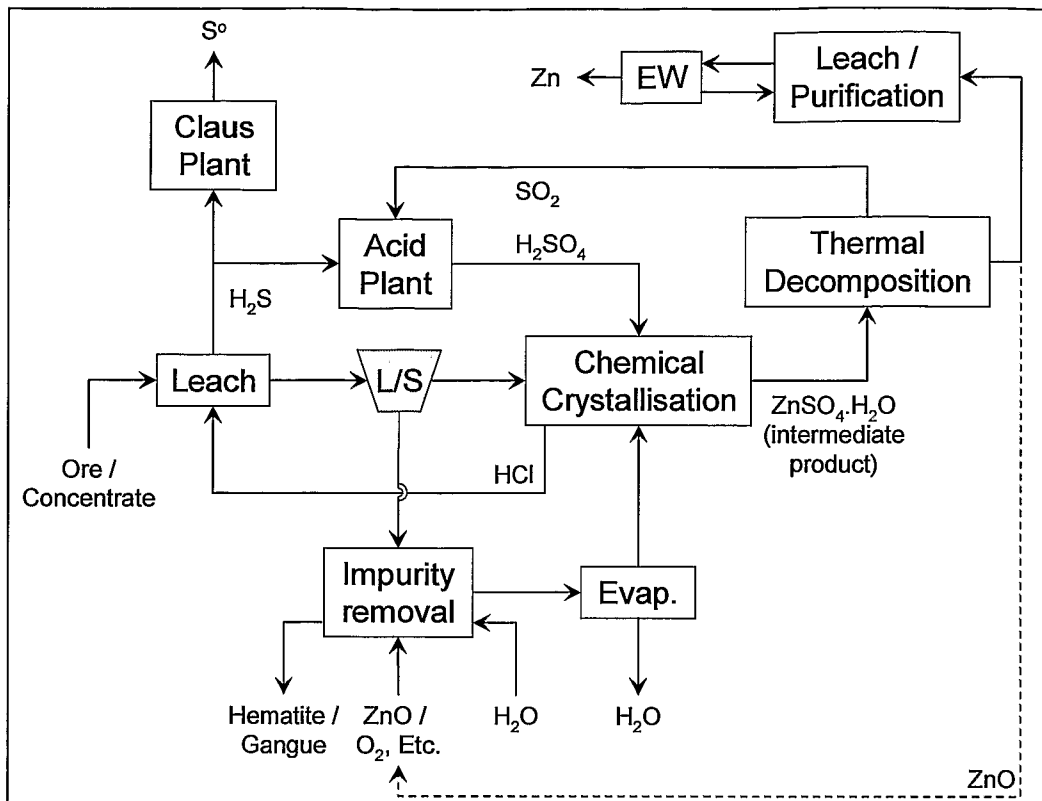 S°
Claus
Plant
Zn
EW
Leach /
Purification
SO₂
Acid
Plant
H₂SO₄
Thermal
Decomposition
H₂S
Leach
L/S
Chemical
Crystallisation
ZnSO₄.H₂O
(intermediate
product)
Ore /
Concentrate
HCl
Impurity
removal
Evap.
Hematite /
Gangue
ZnO /
O₂, Etc.
H₂O
H₂O
ZnO